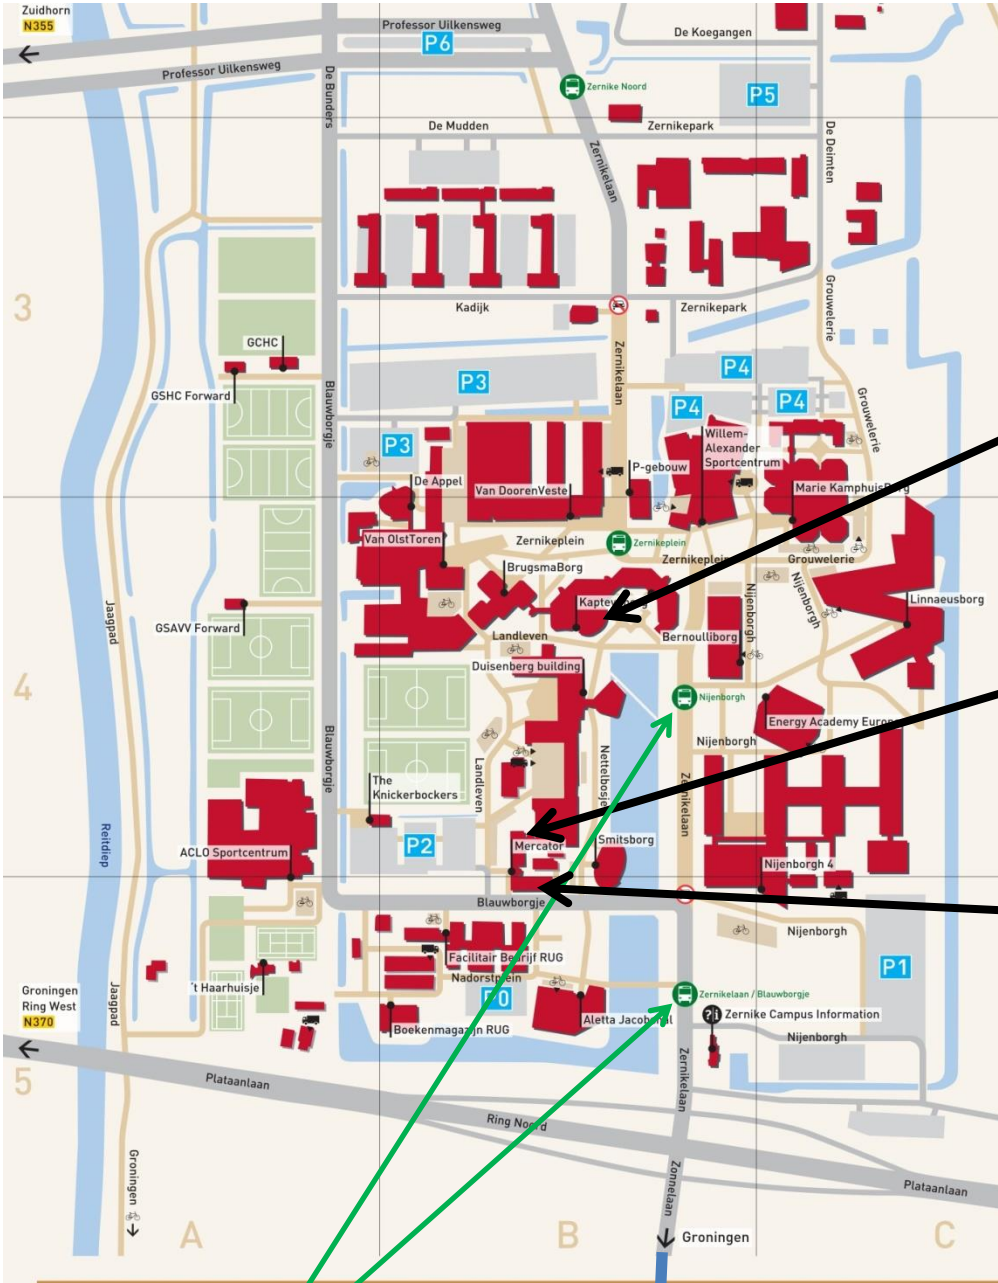 Zuidhorn
N355
Professor Uilkensweg
P6
De Koegangen
Professor Uilkensweg
De Bunders
Zernike Noord
P5
De Mudden
Zernikepark
De Deimten
Zernikelaan
3
Kadijk
Zernikepark
Grouwelerie
GCHC
Zernikelaan
GSHC Forward
Blauwborgje
P3
P4
P4
P4
Grouwelerie
P3
Willem-
Alexander
Sportcentrum
P-gebouw
De Appel
Van DoorenVeste
Marie KamphuisBorg
Van OlstToren
Zernikeplein
Zernikeplein
Zernikeplein
Grouwelerie
BrugsmaBorg
Nijenborgh
Nijenborgh
Jaagpad
GSAVV Forward
Linnaeusborg
Landleven
Bernoulliborg
4
Duisenberg building
Nijenborgh
Energy Academy Europe
Blauwborgje
Nijenborgh
Landleven
Nettelbosje
Zernikelaan
The
Knickerbockers
Reitdiep
P2
Mercator
Smitsborg
ACLO Sportcentrum
Nijenborgh 4
Blauwborgje
Nijenborgh
Facilitair Bedrijf RUG
P1
't Haarhuisje
Nadorstplein
P0
Groningen
Ring West
N370
Jaagpad
Zernikelaan / Blauwborgje
Zernike Campus Information
Aletta Jacobshal
Boekenmagazijn RUG
Nijenborgh
5
Plataanlaan
Zernikelaan
Ring Noord
Groningen
Zonnelaan
Plataanlaan
A
B
C
Groningen